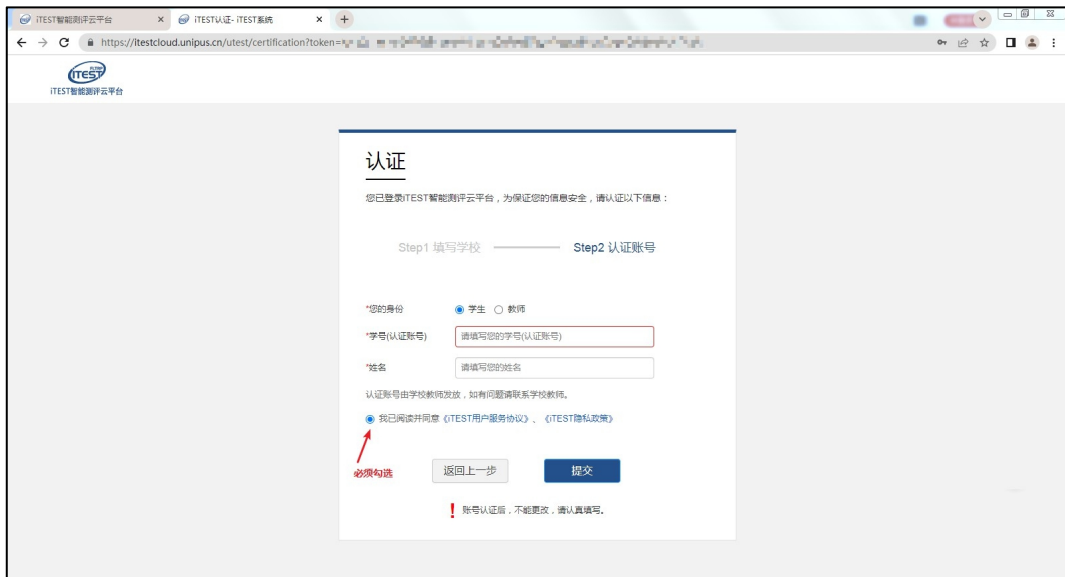 iTEST智能测评云平台
iTEST认证- iTEST系统
https://itestcloud.unipus.cn/utest/certification?token=
iTEST
iTEST智能测评云平台
认证
您已登录iTEST智能测评云平台，为保证您的信息安全，请认证以下信息：
Step1 填写学校 Step2 认证账号
*您的身份 学生 教师
*学号(认证账号) 请填写您的学号(认证账号)
*姓名 请填写您的姓名
认证账号由学校教师发放，如有问题请联系学校教师。
我已阅读并同意《iTEST用户服务协议》、《iTEST隐私政策》
必须勾选
返回上一步 提交
! 账号认证后，不能更改，请认真填写。